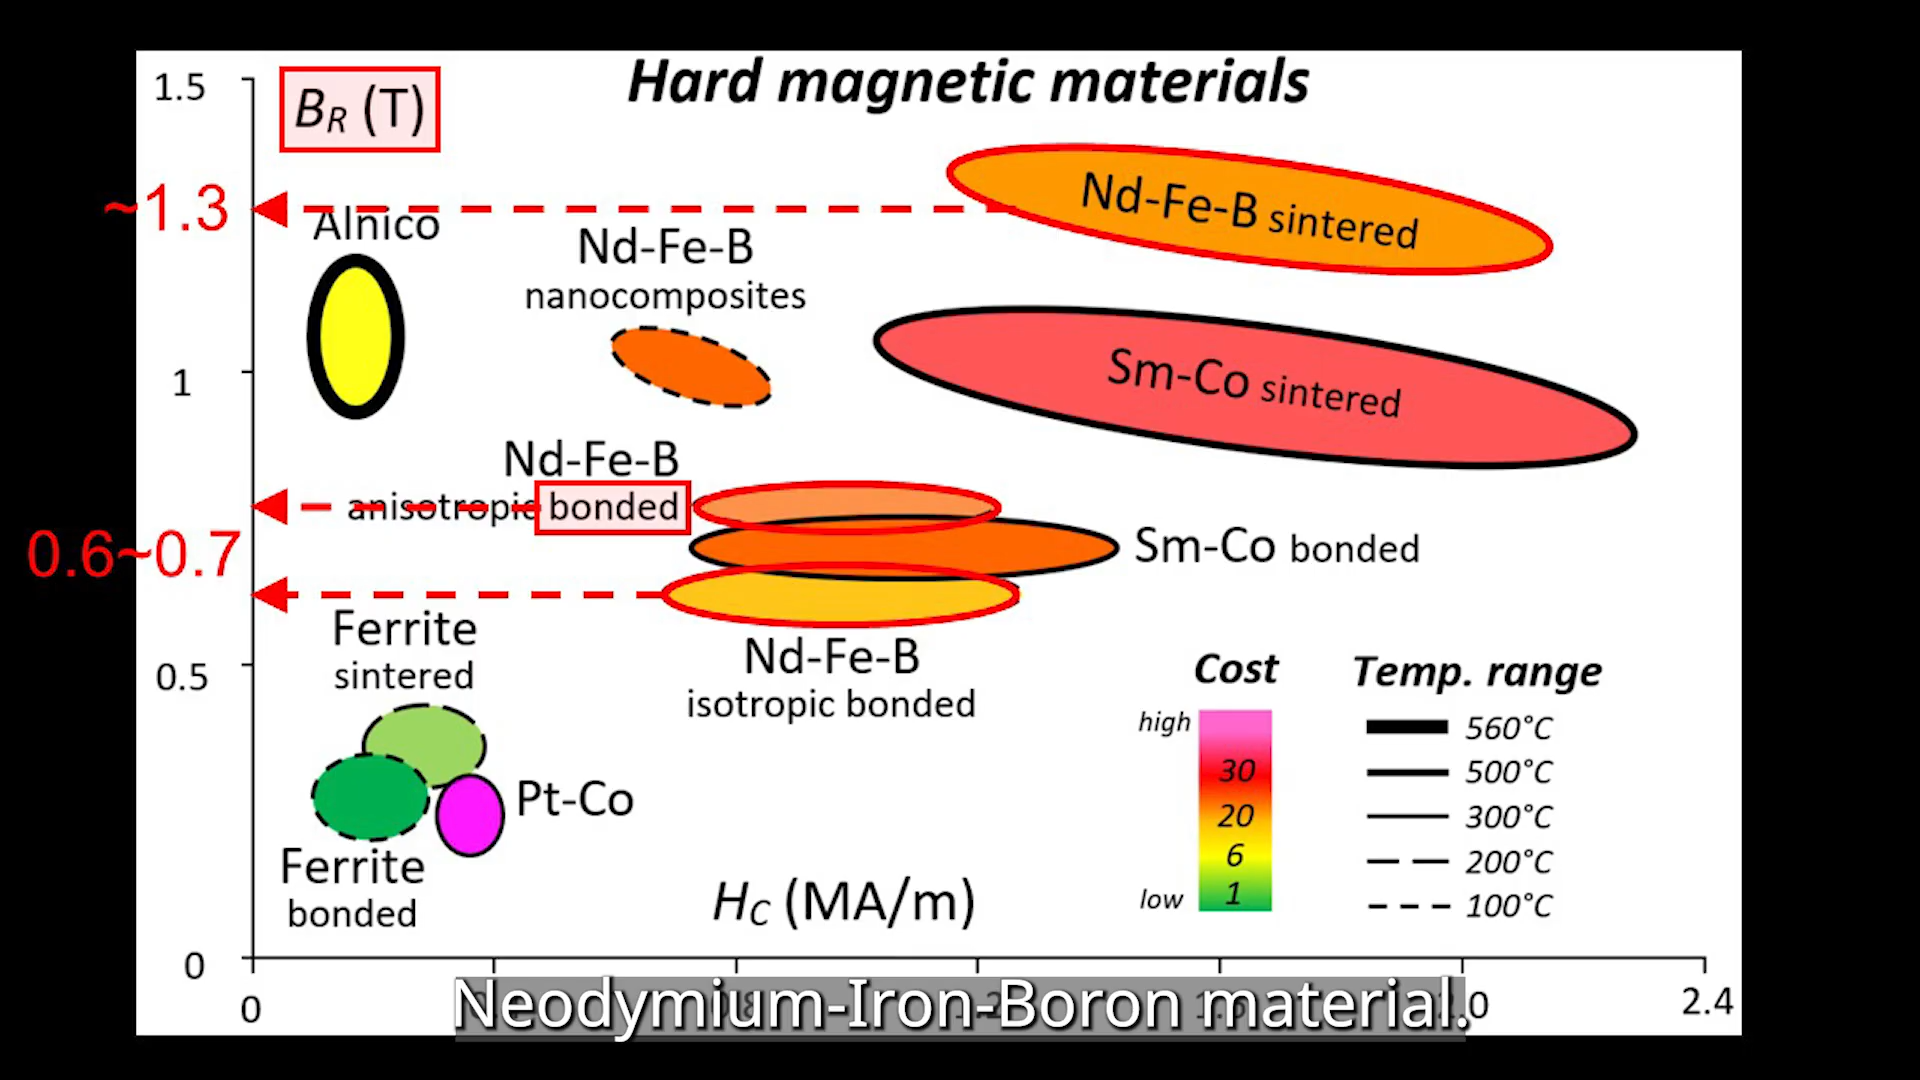 Hard magnetic materials
1.5
B_R (T)
~1.3
Alnico
Nd-Fe-B
nanocomposites
Nd-Fe-B sintered
1
Sm-Co sintered
Nd-Fe-B
anisotropic bonded
0.6~0.7
Sm-Co bonded
Ferrite
sintered
0.5
Nd-Fe-B
isotropic bonded
Pt-Co
Ferrite
bonded
Cost
high
30
20
6
1
low
Temp. range
560°C
500°C
300°C
200°C
100°C
H_C (MA/m)
0
0
2.4
Neodymium-Iron-Boron material.